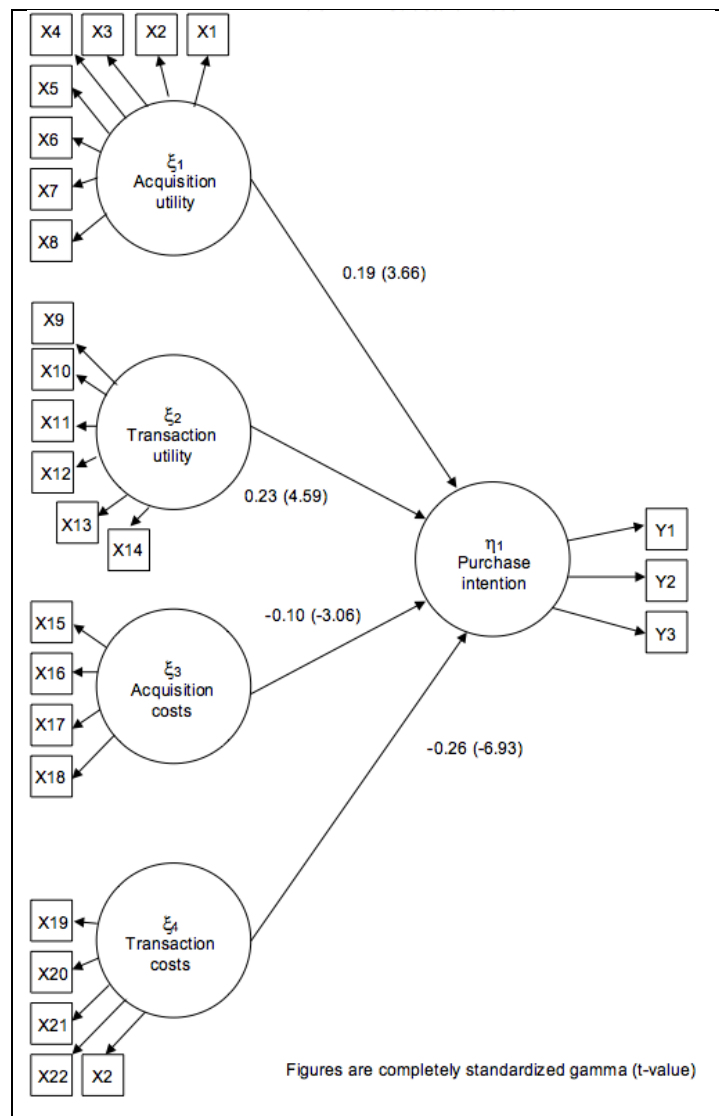 X4
X3
X2
X1
X5
X6
X7
X8
ξ1
Acquisition
utility
0.19 (3.66)
X9
X10
X11
X12
X13
X14
ξ2
Transaction
utility
0.23 (4.59)
η1
Purchase
intention
Y1
Y2
Y3
X15
X16
X17
X18
ξ3
Acquisition
costs
-0.10 (-3.06)
-0.26 (-6.93)
X19
X20
X21
X22
X2
ξ4
Transaction
costs
Figures are completely standardized gamma (t-value)